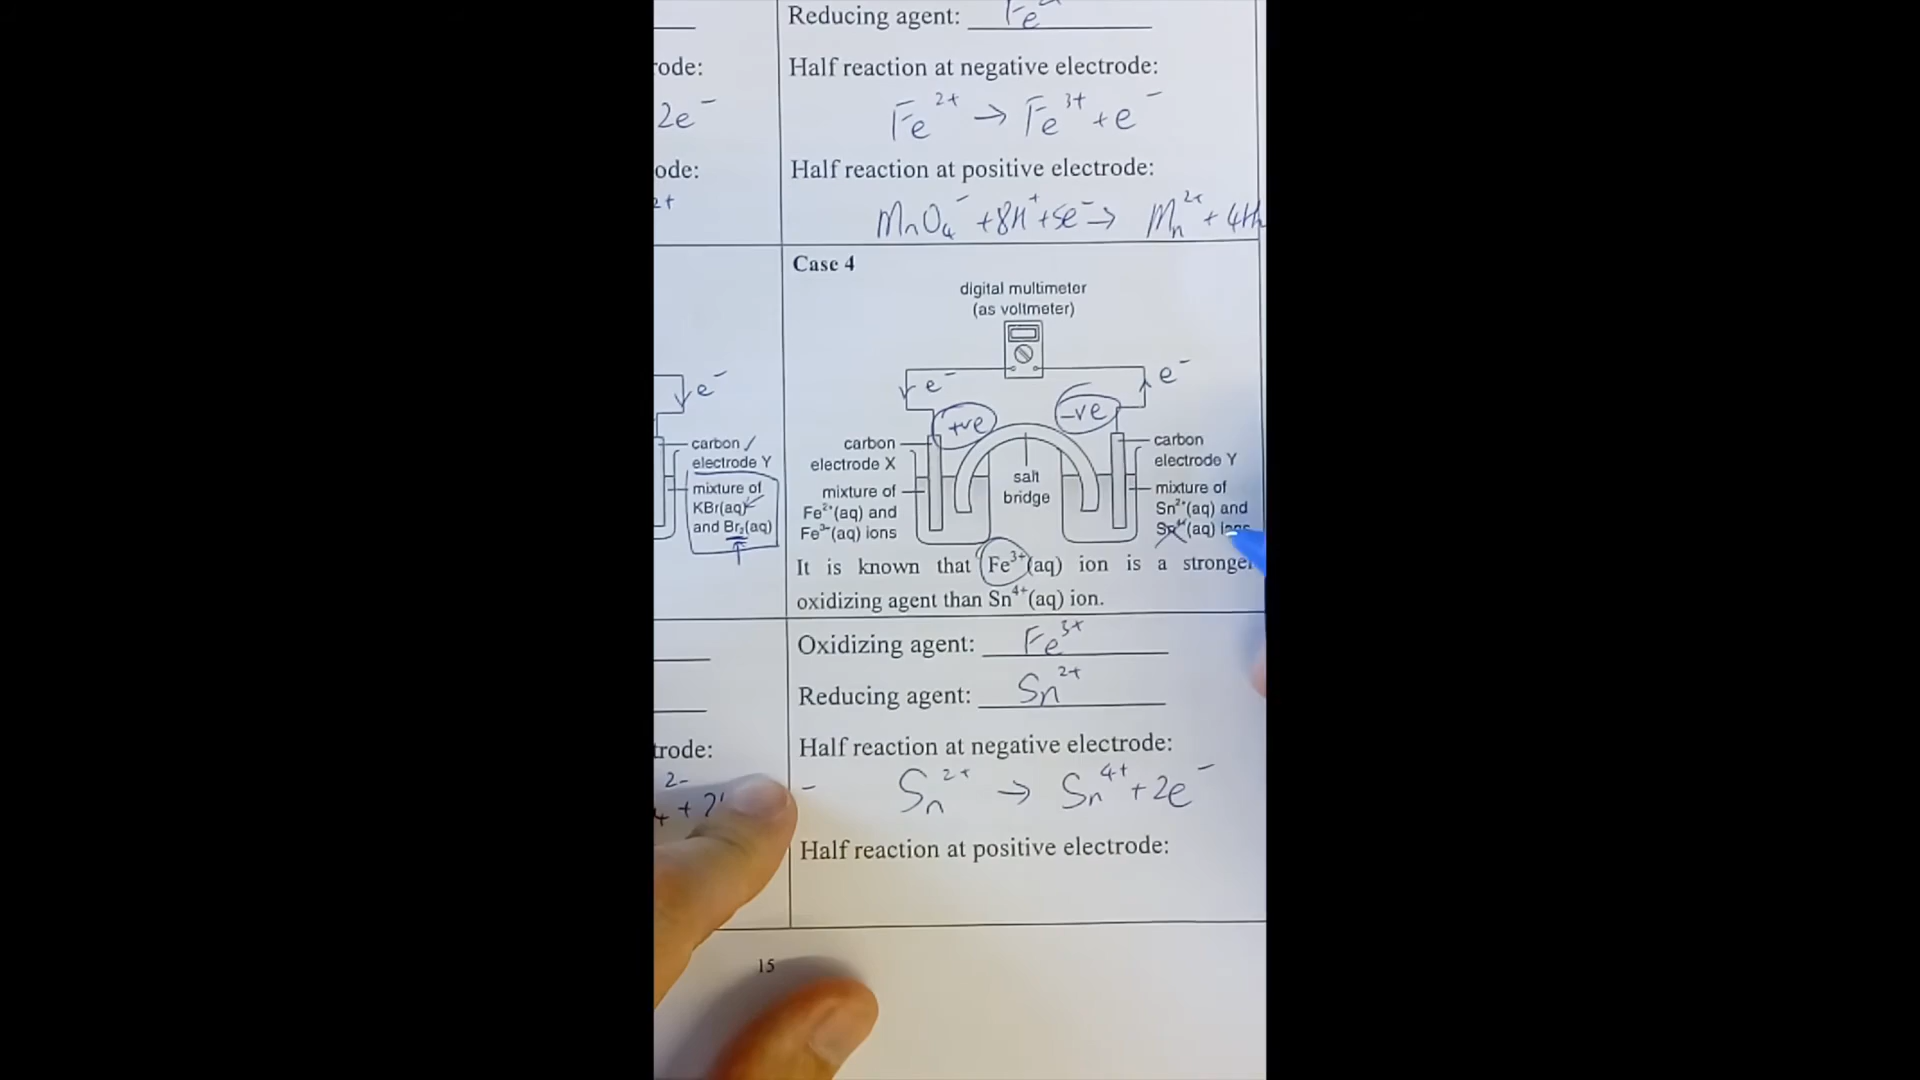 Reducing agent: Fe
rode:
2e⁻
ode:
2+
Half reaction at negative electrode:
Fe²⁺ → Fe³⁺ + e⁻
Half reaction at positive electrode:
MnO₄⁻ + 8H⁺ + 5e⁻ → Mn²⁺ + 4H
Case 4
digital multimeter
(as voltmeter)
e⁻
e⁻
e⁻
+ve
-ve
carbon
electrode Y
mixture of
KBr(aq)
and Br₂(aq)
carbon
electrode X
mixture of
Fe²⁺(aq) and
Fe³⁺(aq) ions
salt
bridge
carbon
electrode Y
mixture of
Sn²⁺(aq) and
Sn⁴⁺(aq) ions
It is known that Fe³⁺(aq) ion is a stronger
oxidizing agent than Sn⁴⁺(aq) ion.
Oxidizing agent: Fe³⁺
Reducing agent: Sn²⁺
trode:
Half reaction at negative electrode:
Sn²⁺ → Sn⁴⁺ + 2e⁻
Half reaction at positive electrode:
15